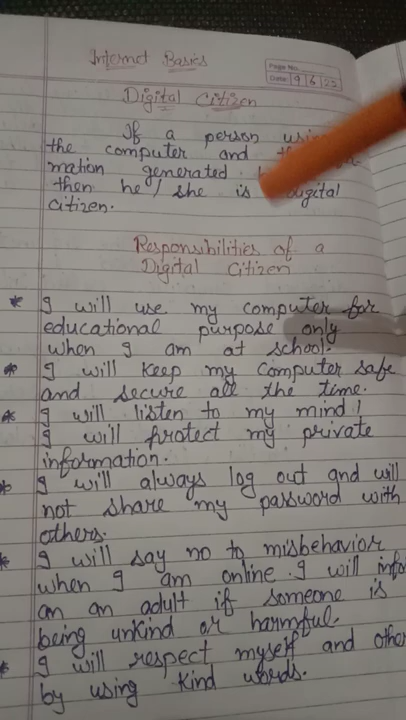 Internet Basics
Page No.
Date: 9 6 23
Digital Citizen
If a person using
the computer and
mation generated
then he / she is digital
citizen.
Responsibilities of a
Digital Citizen
* I will use my computer for
educational purpose only
when I am at school.
* I will keep my computer safe
and secure all the time.
* I will listen to my mind!
I will protect my private
information.
* I will always log out and will
not share my password with
others.
* I will say no to misbehavior
when I am online. I will info
an an adult if someone is
being unkind or harmful.
* I will respect myself and other
by using kind words.